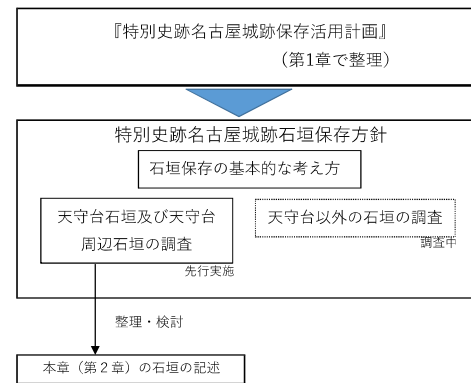 『特別史跡名古屋城跡保存活用計画』
（第1章で整理）
特別史跡名古屋城跡石垣保存方針
石垣保存の基本的な考え方
天守台石垣及び天守台
周辺石垣の調査
先行実施
天守台以外の石垣の調査
調査中
整理・検討
本章（第２章）の石垣の記述